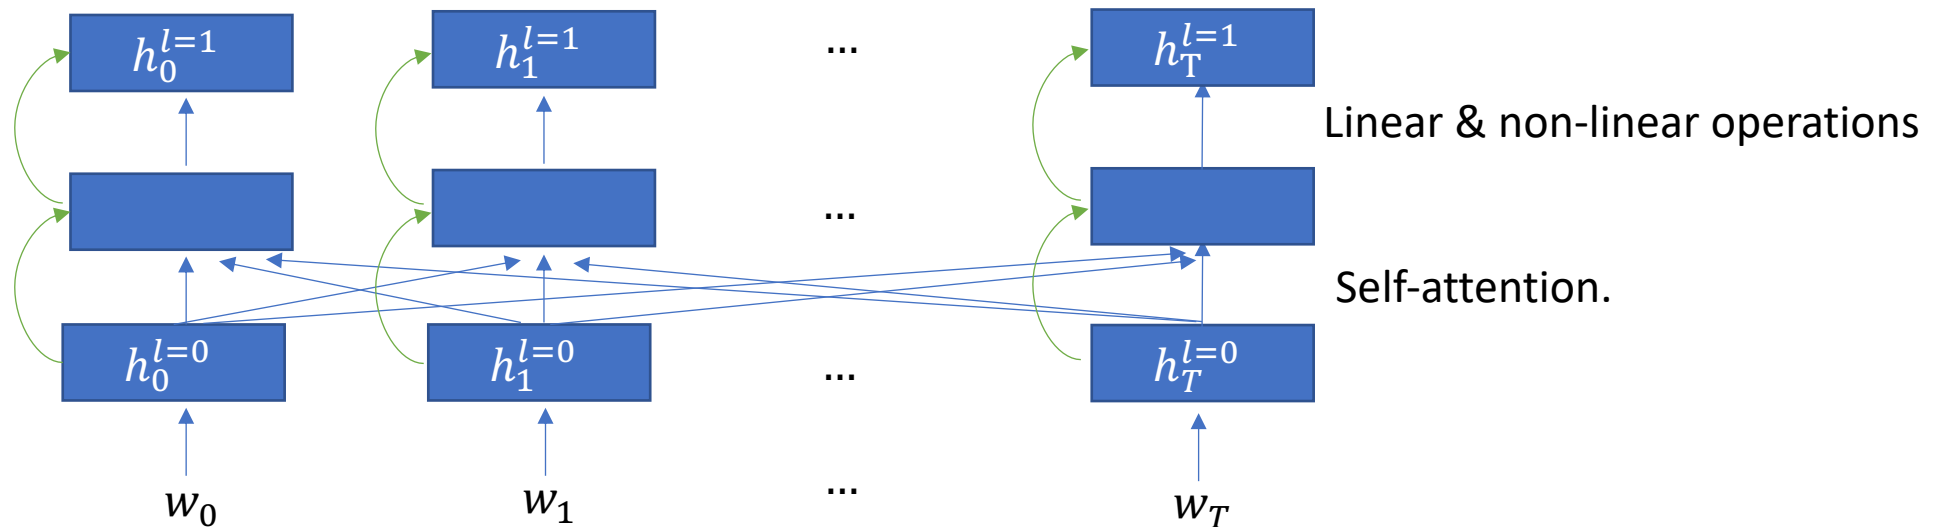 h_0^{l=1} h_1^{l=1} ... h_T^{l=1}
Linear & non-linear operations
...
Self-attention.
h_0^{l=0} h_1^{l=0} ... h_T^{l=0}
w_0 w_1 ... w_T